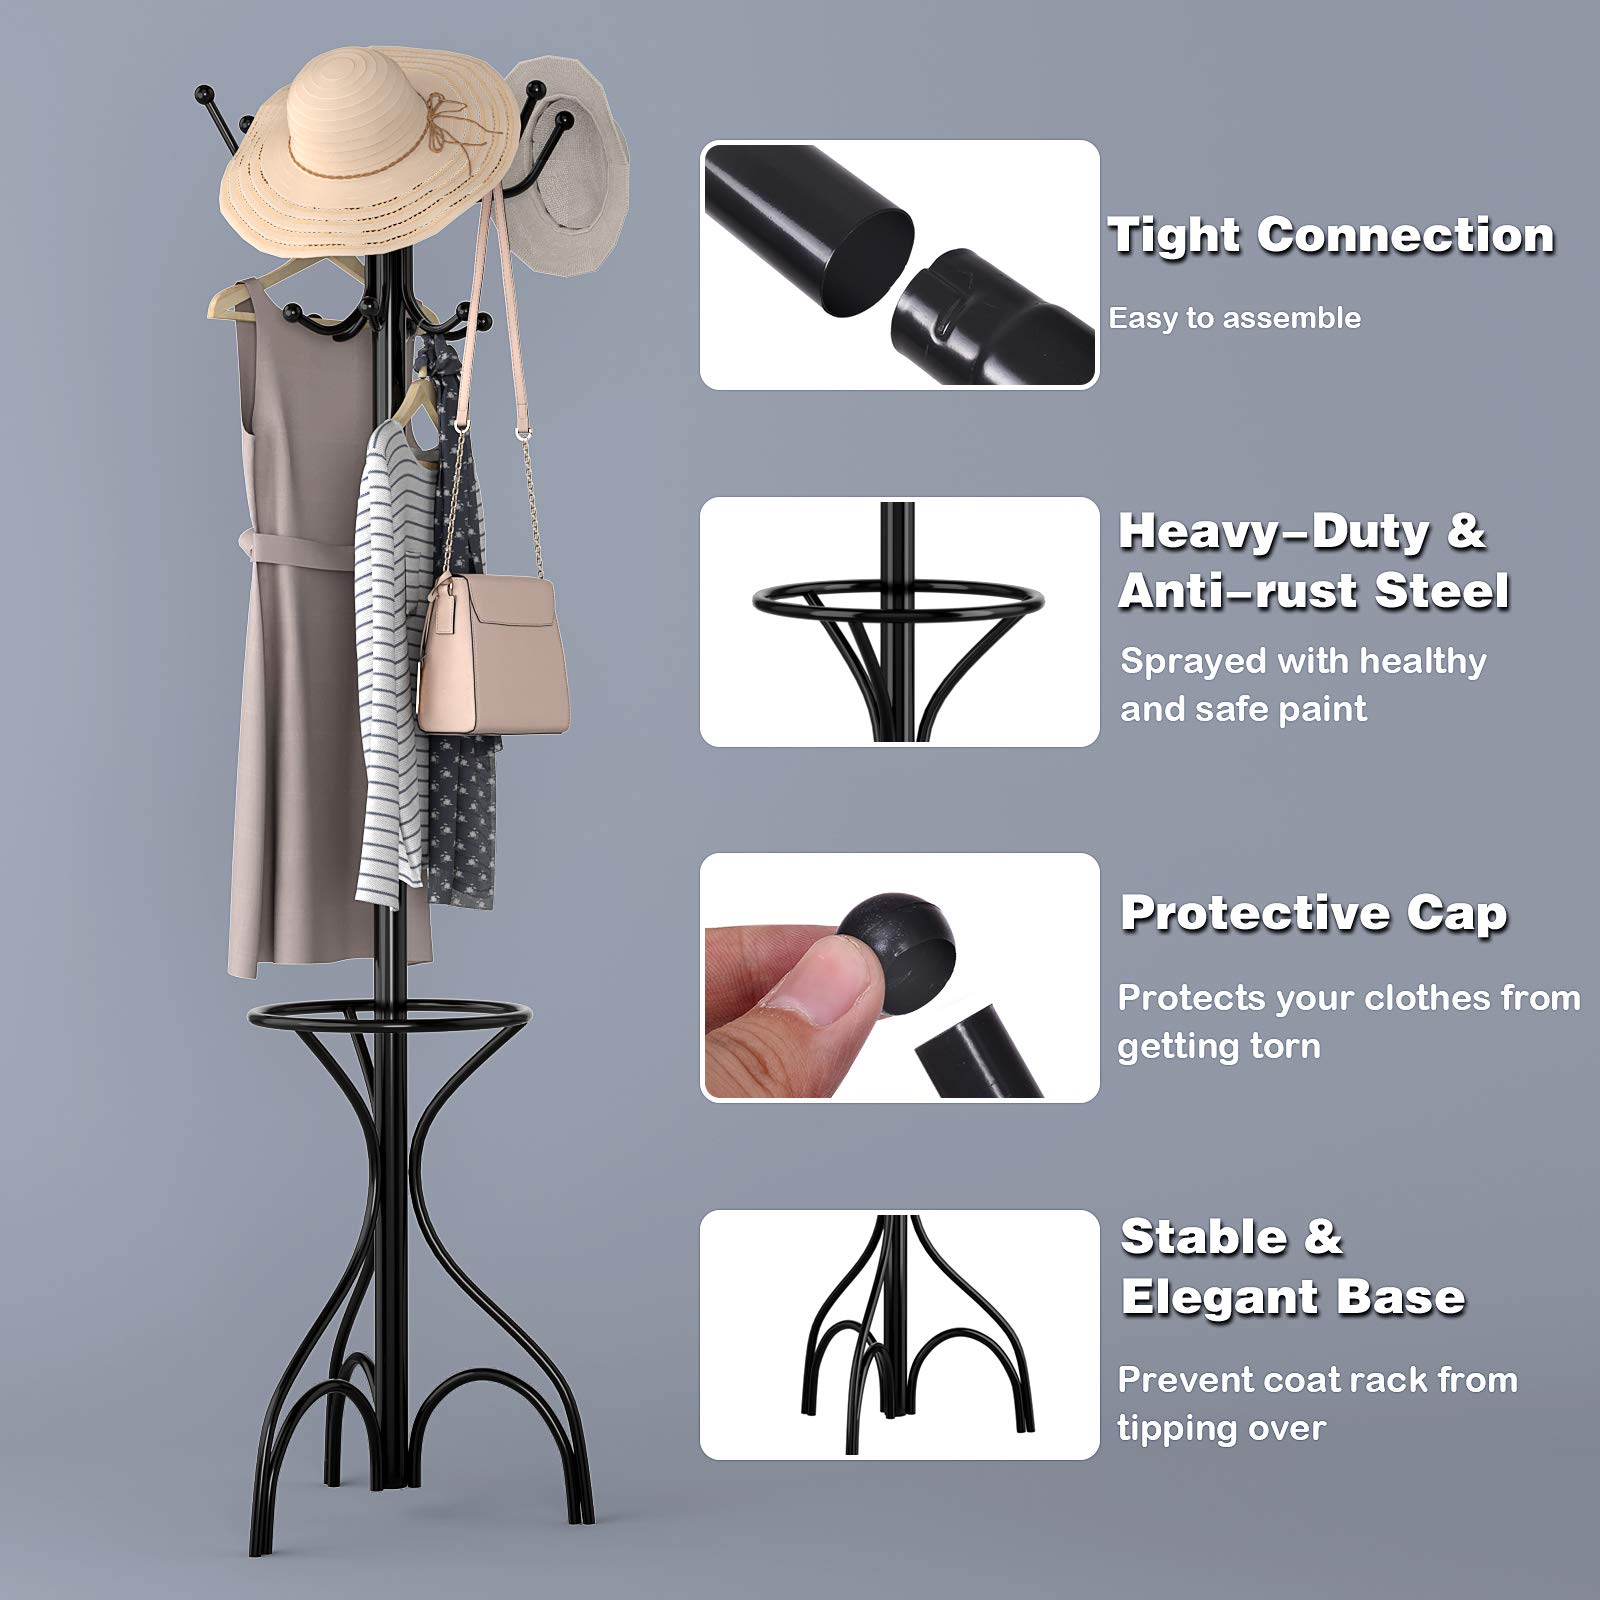 Tight Connection
Easy to assemble
Heavy-Duty &
Anti-rust Steel
Sprayed with healthy
and safe paint
Protective Cap
Protects your clothes from
getting torn
Stable &
Elegant Base
Prevent coat rack from
tipping over